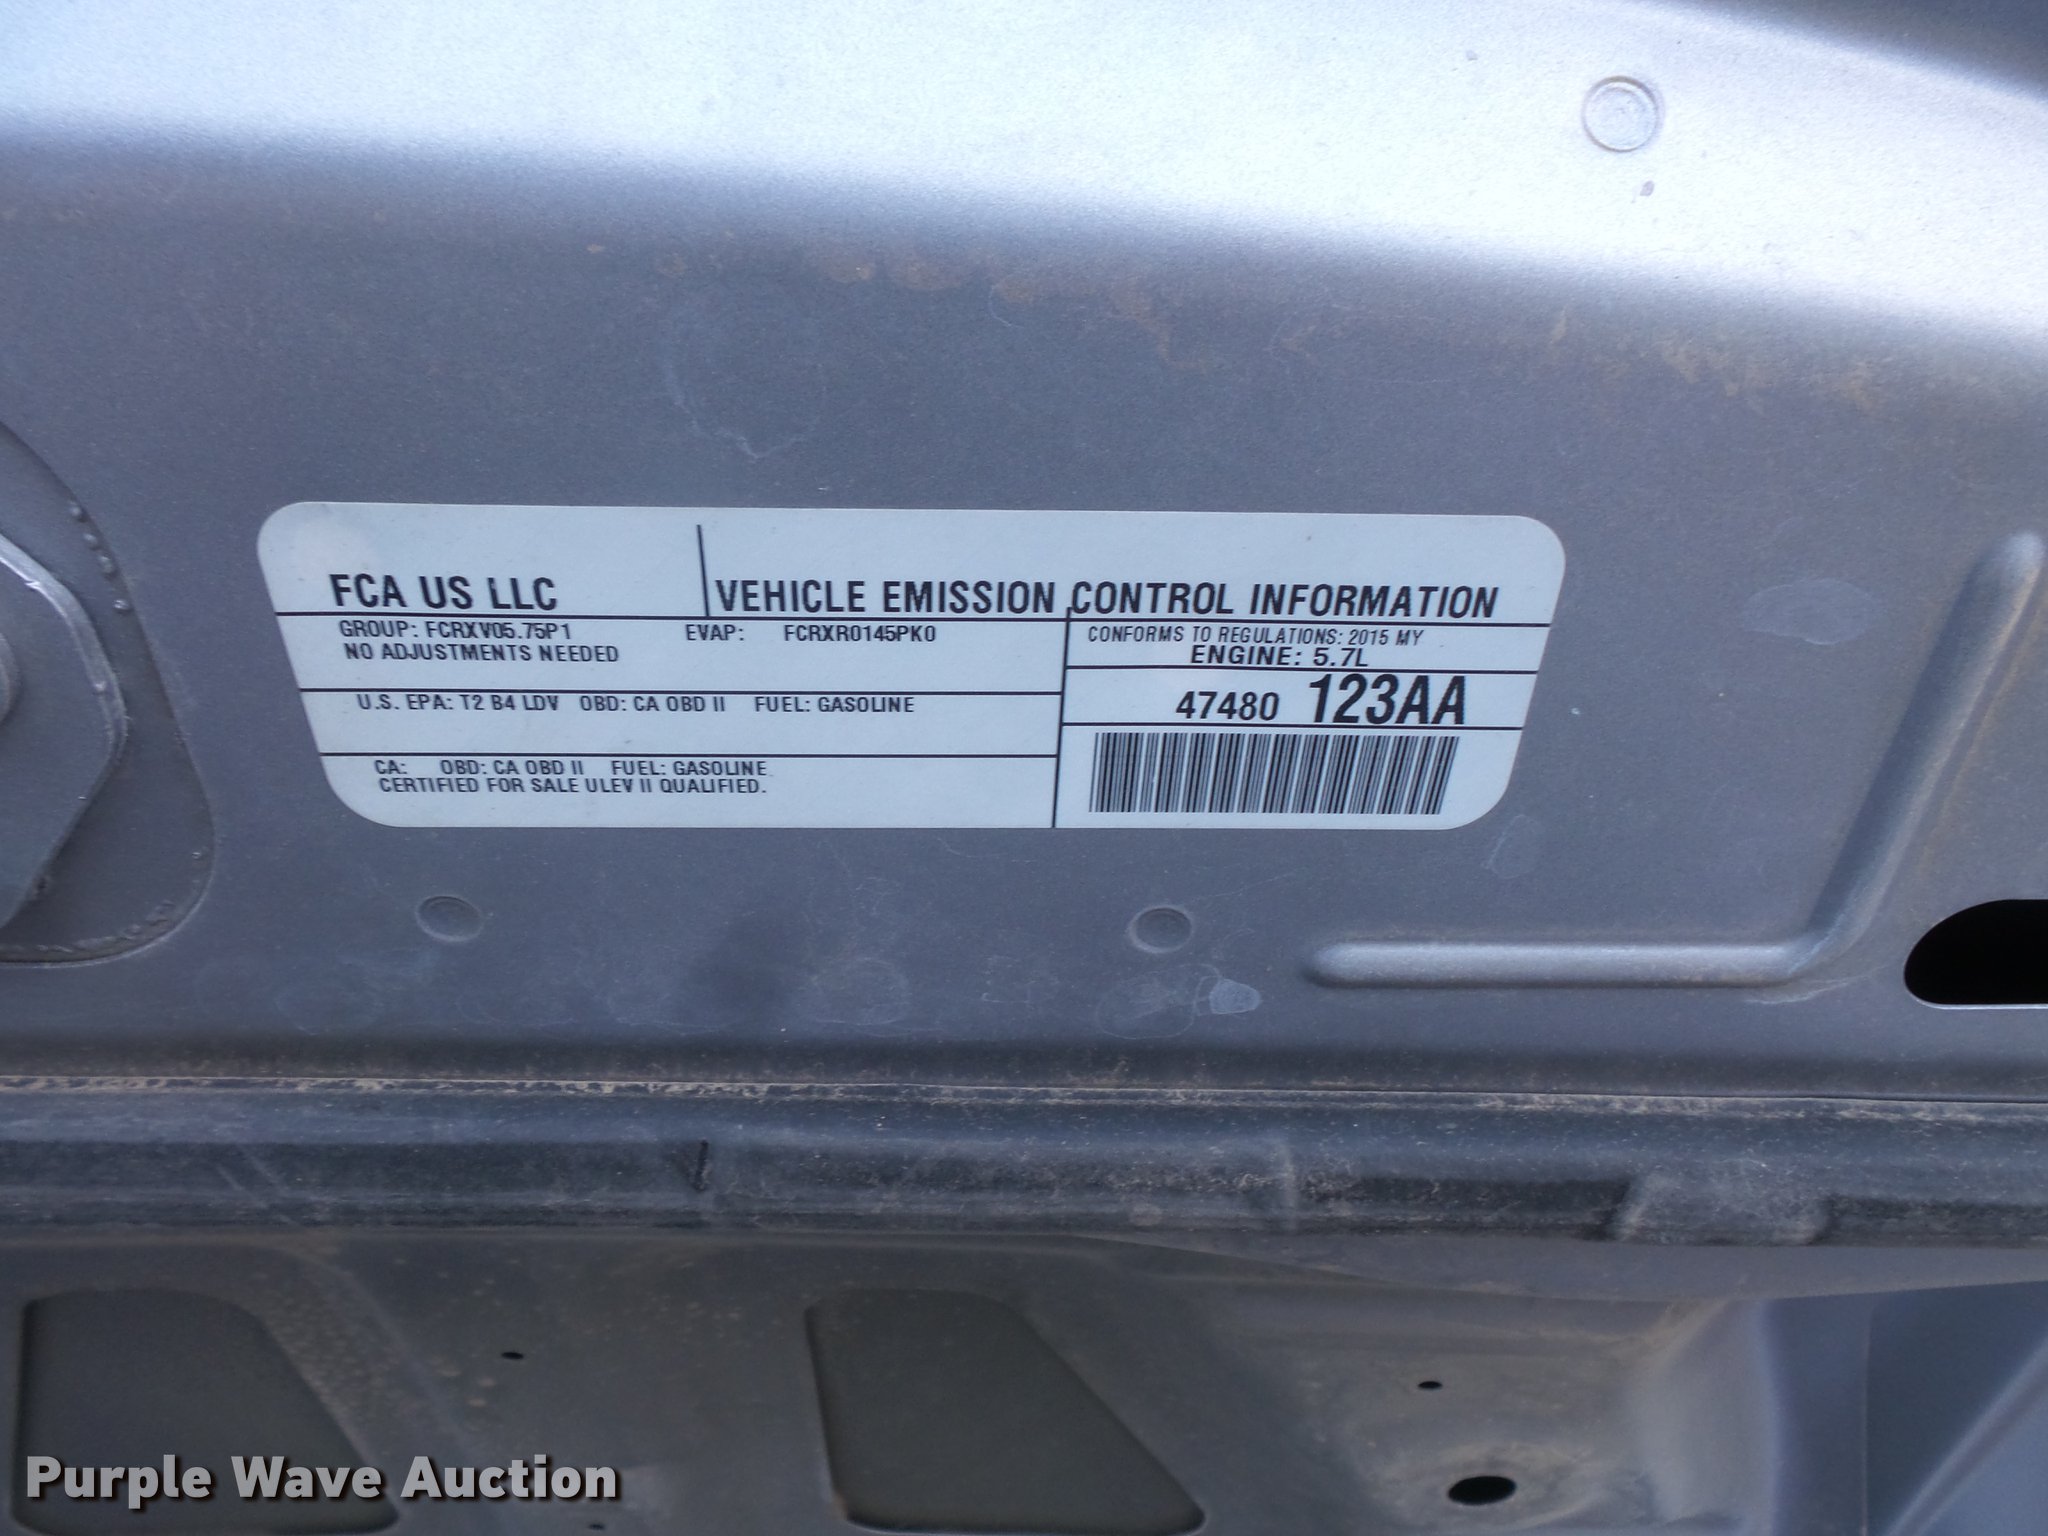 FCA US LLC
VEHICLE EMISSION CONTROL INFORMATION
GROUP: FCRXV05.75P1 EVAP: FCRXR0145PK0
NO ADJUSTMENTS NEEDED
CONFORMS TO REGULATIONS: 2015 MY
ENGINE: 5.7L
U.S. EPA: T2 B4 LDV OBD: CA OBD II FUEL: GASOLINE
47480 123AA
CA: OBD: CA OBD II FUEL: GASOLINE
CERTIFIED FOR SALE ULEV II QUALIFIED.
Purple Wave Auction